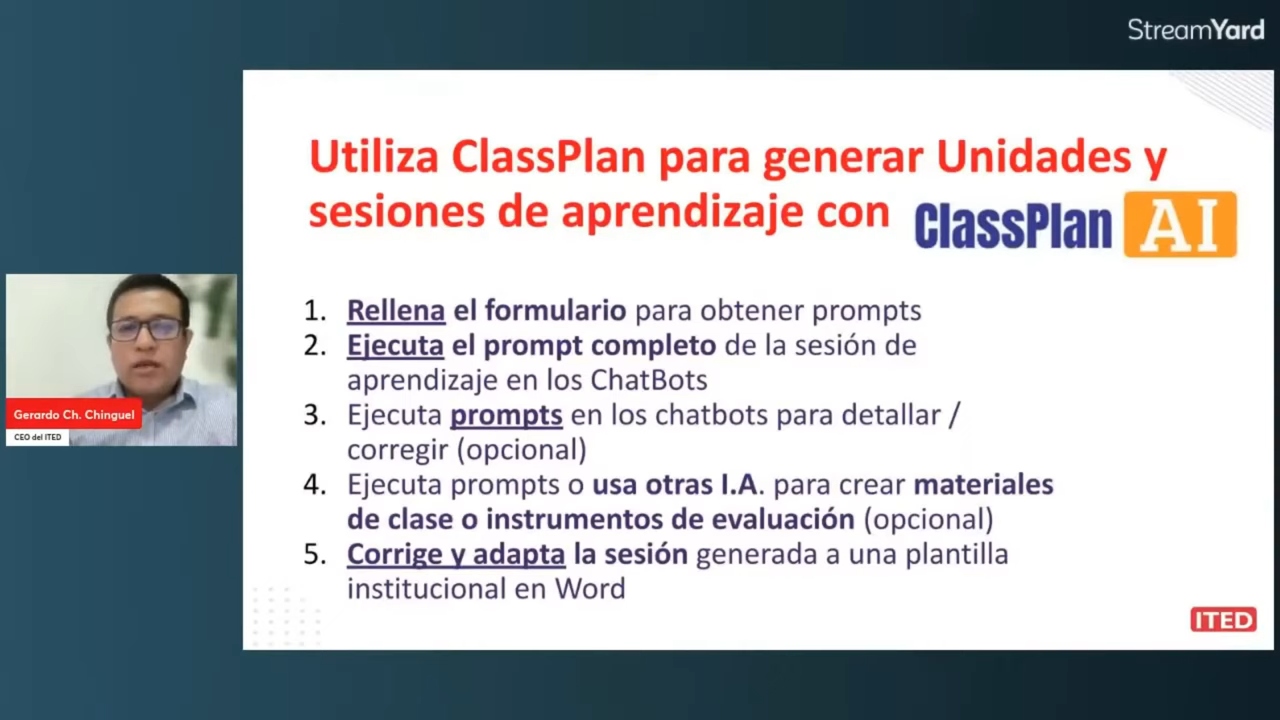 StreamYard
Utiliza ClassPlan para generar Unidades y
sesiones de aprendizaje con
ClassPlan AI
1. Rellena el formulario para obtener prompts
2. Ejecuta el prompt completo de la sesión de
aprendizaje en los ChatBots
3. Ejecuta prompts en los chatbots para detallar /
corregir (opcional)
4. Ejecuta prompts o usa otras I.A. para crear materiales
de clase o instrumentos de evaluación (opcional)
5. Corrige y adapta la sesión generada a una plantilla
institucional en Word
Gerardo Ch. Chinguel
CEO del ITED
ITED